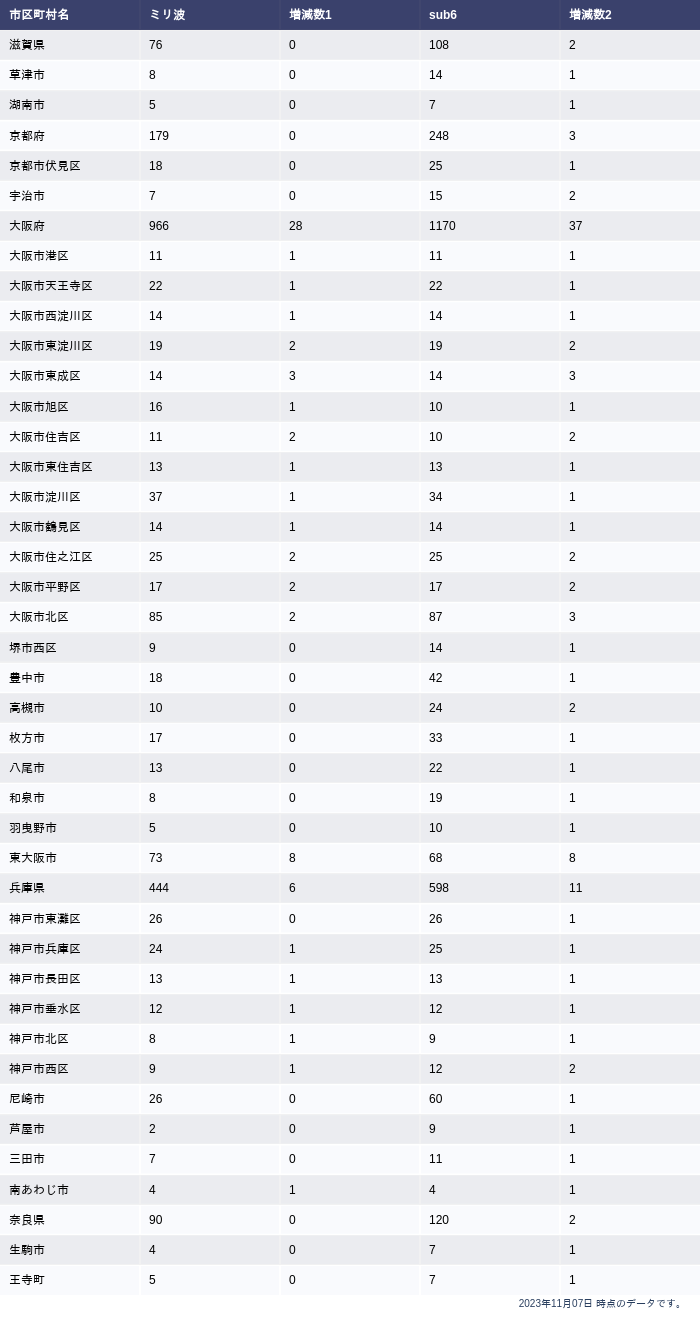 市区町村名 ミリ波 増減数1 sub6 増減数2
滋賀県 76 0 108 2
草津市 8 0 14 1
湖南市 5 0 7 1
京都府 179 0 248 3
京都市伏見区 18 0 25 1
宇治市 7 0 15 2
大阪府 966 28 1170 37
大阪市港区 11 1 11 1
大阪市天王寺区 22 1 22 1
大阪市西淀川区 14 1 14 1
大阪市東淀川区 19 2 19 2
大阪市東成区 14 3 14 3
大阪市旭区 16 1 10 1
大阪市住吉区 11 2 10 2
大阪市東住吉区 13 1 13 1
大阪市淀川区 37 1 34 1
大阪市鶴見区 14 1 14 1
大阪市住之江区 25 2 25 2
大阪市平野区 17 2 17 2
大阪市北区 85 2 87 3
堺市西区 9 0 14 1
豊中市 18 0 42 1
高槻市 10 0 24 2
枚方市 17 0 33 1
八尾市 13 0 22 1
和泉市 8 0 19 1
羽曳野市 5 0 10 1
東大阪市 73 8 68 8
兵庫県 444 6 598 11
神戸市東灘区 26 0 26 1
神戸市兵庫区 24 1 25 1
神戸市長田区 13 1 13 1
神戸市垂水区 12 1 12 1
神戸市北区 8 1 9 1
神戸市西区 9 1 12 2
尼崎市 26 0 60 1
芦屋市 2 0 9 1
三田市 7 0 11 1
南あわじ市 4 1 4 1
奈良県 90 0 120 2
生駒市 4 0 7 1
王寺町 5 0 7 1
2023年11月07日 時点のデータです。